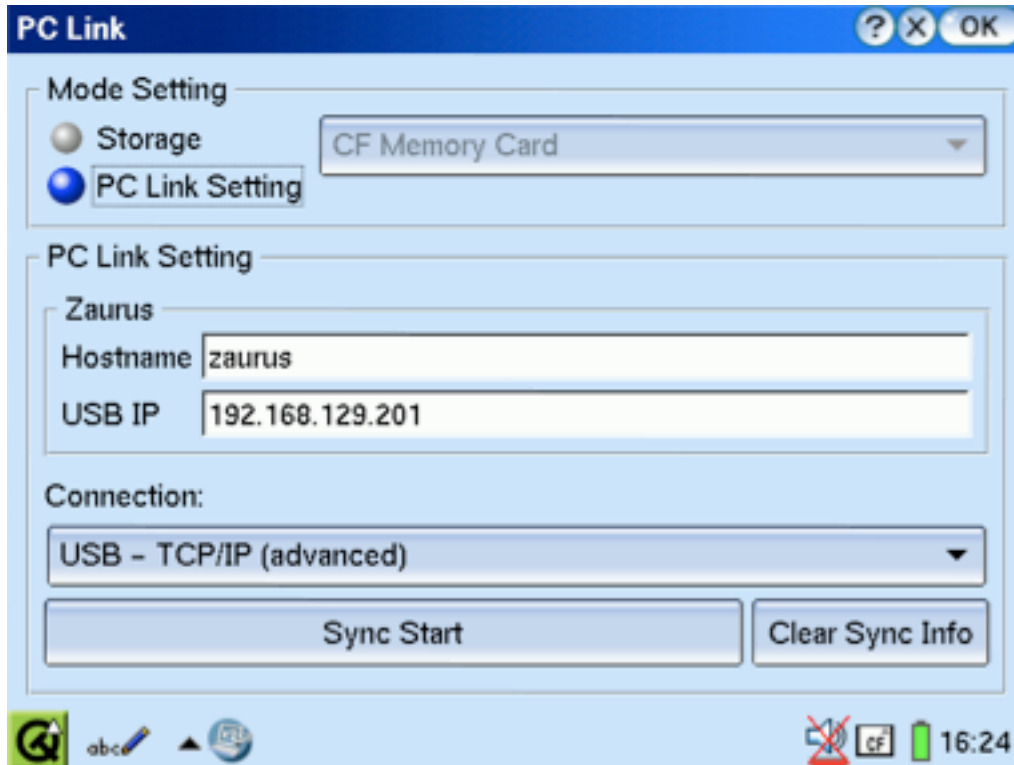 PC Link ? X OK
Mode Setting
Storage
CF Memory Card
PC Link Setting
PC Link Setting
Zaurus
Hostname zaurus
USB IP 192.168.129.201
Connection:
USB – TCP/IP (advanced)
Sync Start
Clear Sync Info
abc CF 16:24